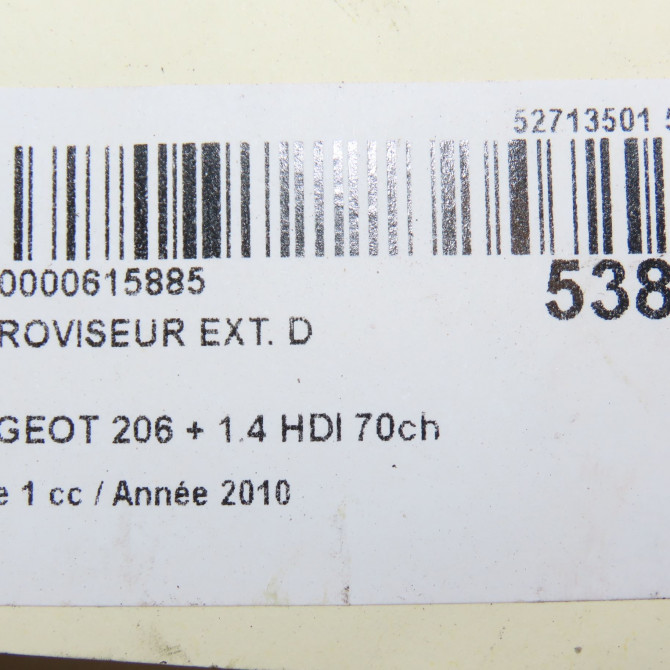 52713501 5
0000615885
538
ROVISEUR EXT. D
GEOT 206 + 1.4 HDI 70ch
e 1 cc / Année 2010